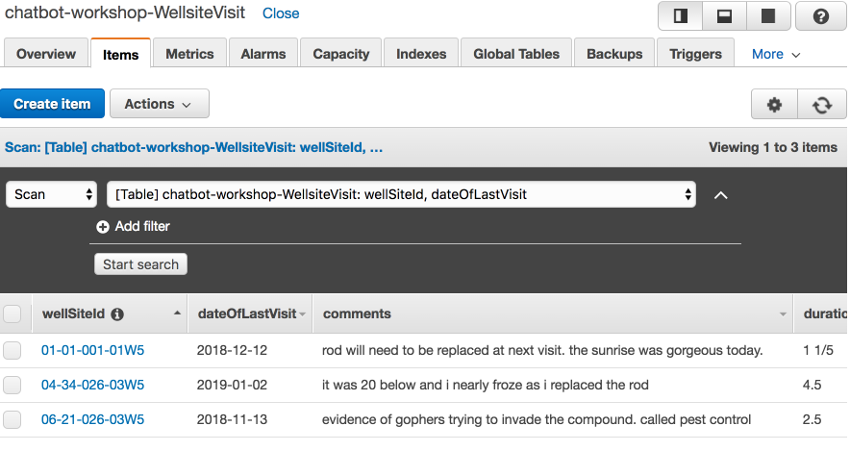 chatbot-workshop-WellsiteVisit Close
Overview Items Metrics Alarms Capacity Indexes Global Tables Backups Triggers More
Create item Actions
Scan: [Table] chatbot-workshop-WellsiteVisit: wellSiteId, ... Viewing 1 to 3 items
Scan [Table] chatbot-workshop-WellsiteVisit: wellSiteId, dateOfLastVisit
Add filter
Start search
wellSiteId dateOfLastVisit comments duratio
01-01-001-01W5 2018-12-12 rod will need to be replaced at next visit. the sunrise was gorgeous today. 1 1/5
04-34-026-03W5 2019-01-02 it was 20 below and i nearly froze as i replaced the rod 4.5
06-21-026-03W5 2018-11-13 evidence of gophers trying to invade the compound. called pest control 2.5